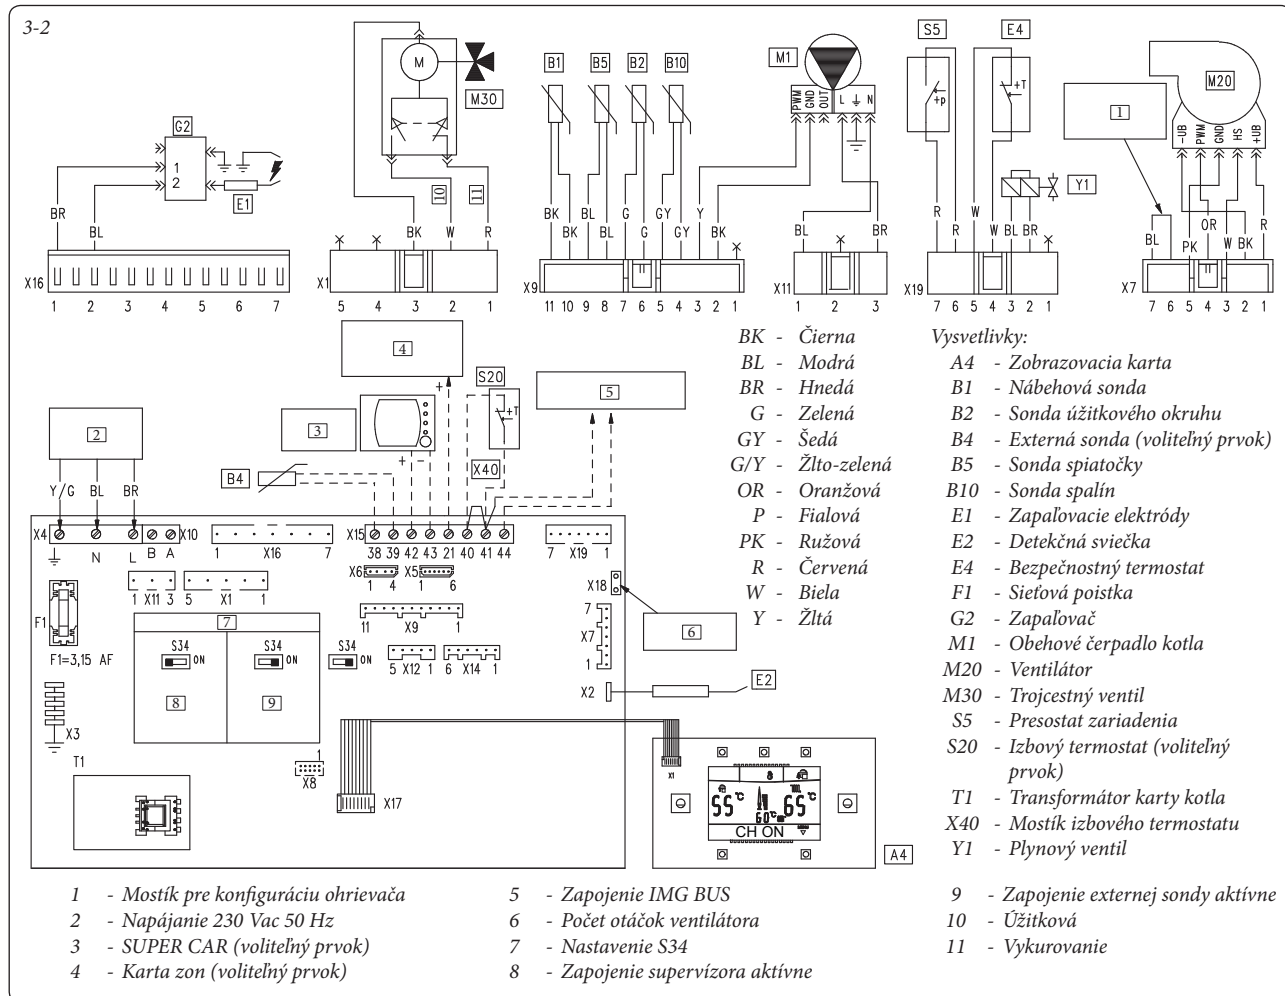 3-2
G2
1
2
E1
BR
BL
X16
1 2 3 4 5 6 7
M
M30
10
11
BK W R
X1
5 4 3 2 1
B1 B5 B2 B10
BK BK BL BL G G GY GY Y BK
X9
11 10 9 8 7 6 5 4 3 2 1
M1
PWM GND OUT L N
BL BR
X11
1 2 3
S5
+p
E4
+T
Y1
R R W W BL BR
X19
7 6 5 4 3 2 1
M20
1
-UB PWM GND HS +UB
BL PK OR W BK R
X7
7 6 5 4 3 2 1
BK - Čierna
BL - Modrá
BR - Hnedá
G - Zelená
GY - Šedá
G/Y - Žlto-zelená
OR - Oranžová
P - Fialová
PK - Ružová
R - Červená
W - Biela
Y - Žltá
Vysvetlivky:
A4 - Zobrazovacia karta
B1 - Nábehová sonda
B2 - Sonda úžitkového okruhu
B4 - Externá sonda (voliteľný prvok)
B5 - Sonda spiatočky
B10 - Sonda spalín
E1 - Zapaľovacie elektródy
E2 - Detekčná sviečka
E4 - Bezpečnostný termostat
F1 - Sieťová poistka
G2 - Zapaľovač
M1 - Obehové čerpadlo kotla
M20 - Ventilátor
M30 - Trojcestný ventil
S5 - Presostat zariadenia
S20 - Izbový termostat (voliteľný
prvok)
T1 - Transformátor karty kotla
X40 - Mostík izbového termostatu
Y1 - Plynový ventil
4
+
S20
+T
5
2
3
+ -
X40
B4
Y/G BL BR
X4
N L B A
X10
1 X16 7
X15
38 39 42 43 21 40 41 44
7 X19 1
1 X11 3
5 X1 1
X6
1 4
X5
1 6
X18
F1
F1=3,15 AF
7
S34
ON
S34
ON
S34
ON
8
9
11 X9 1
7
X7
1
6
5 X12 1
6 X14 1
X2
E2
X3
T1
1
X8
X17
X1
8
55 °C
65 °C
60 °C
CH ON
MENU
A4
1 - Mostík pre konfiguráciu ohrievača
2 - Napájanie 230 Vac 50 Hz
3 - SUPER CAR (voliteľný prvok)
4 - Karta zon (voliteľný prvok)
5 - Zapojenie IMG BUS
6 - Počet otáčok ventilátora
7 - Nastavenie S34
8 - Zapojenie supervízora aktívne
9 - Zapojenie externej sondy aktívne
10 - Úžitková
11 - Vykurovanie